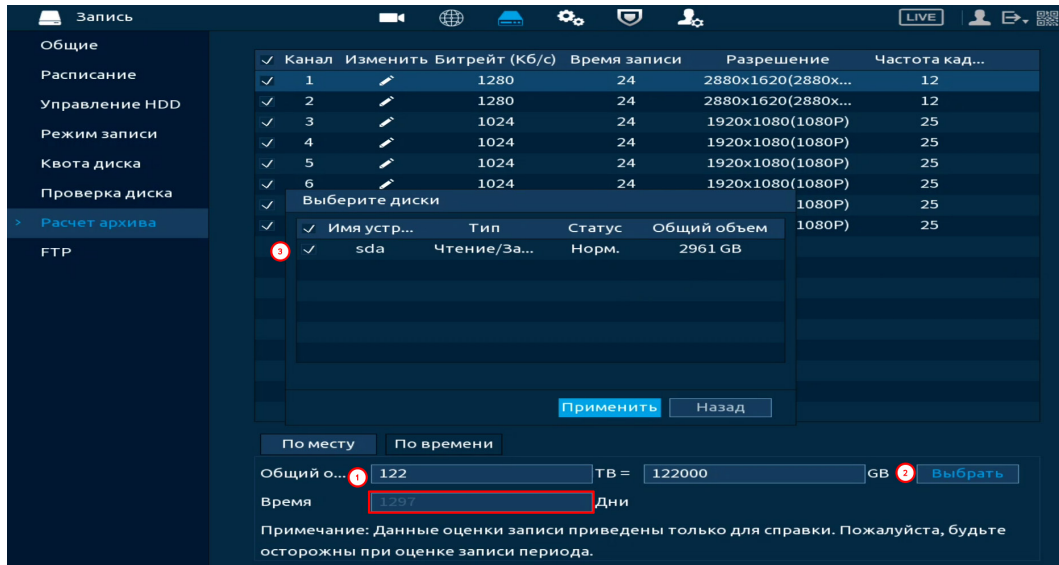 Запись LIVE
Общие
Расписание
Управление HDD
Режим записи
Квота диска
Проверка диска
> Расчет архива
FTP
Канал Изменить Битрейт (Кб/с) Время записи Разрешение Частота кад...
1 1280 24 2880x1620(2880x... 12
2 1280 24 2880x1620(2880x... 12
3 1024 24 1920x1080(1080P) 25
4 1024 24 1920x1080(1080P) 25
5 1024 24 1920x1080(1080P) 25
6 1024 24 1920x1080(1080P) 25
1080P) 25
1080P) 25
Выберите диски
Имя устр... Тип Статус Общий объем
3 sda Чтение/За... Норм. 2961 GB
Применить Назад
По месту По времени
Общий о... 1 122 TB = 122000 GB 2 Выбрать
Время 1297 Дни
Примечание: Данные оценки записи приведены только для справки. Пожалуйста, будьте
осторожны при оценке записи периода.